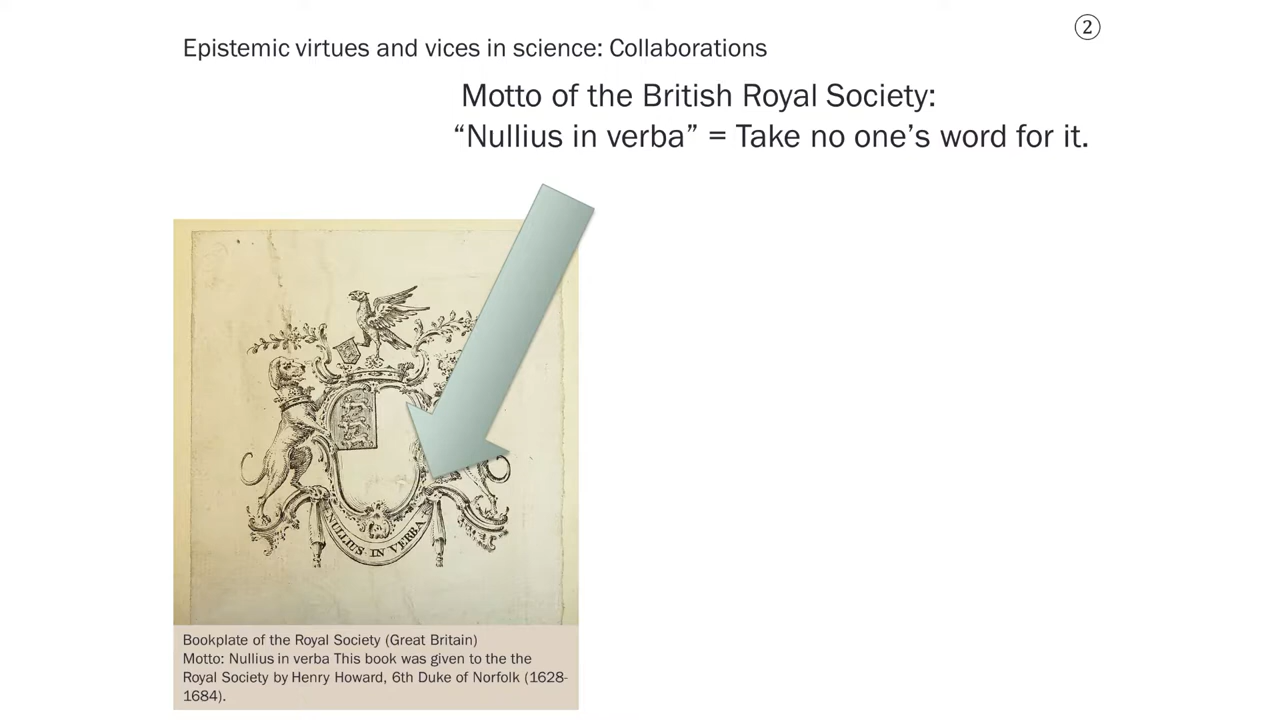 ②
Epistemic virtues and vices in science: Collaborations
Motto of the British Royal Society:
“Nullius in verba” = Take no one’s word for it.
NULLIUS IN VERBA
Bookplate of the Royal Society (Great Britain)
Motto: Nullius in verba This book was given to the the
Royal Society by Henry Howard, 6th Duke of Norfolk (1628-
1684).